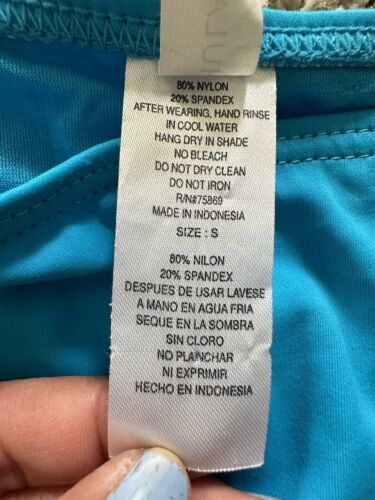 80% NYLON
20% SPANDEX
AFTER WEARING, HAND RINSE
IN COOL WATER
HANG DRY IN SHADE
NO BLEACH
DO NOT DRY CLEAN
DO NOT IRON
R/N#75869
MADE IN INDONESIA
SIZE : S
80% NILON
20% SPANDEX
DESPUES DE USAR LAVESE
A MANO EN AGUA FRIA
SEQUE EN LA SOMBRA
SIN CLORO
NO PLANCHAR
NI EXPRIMIR
HECHO EN INDONESIA